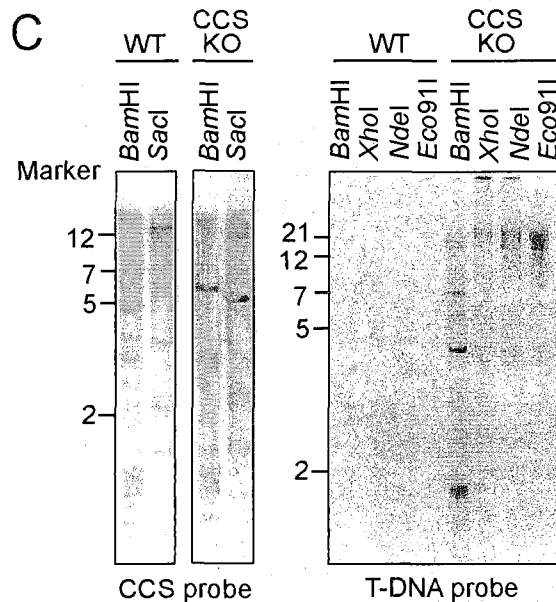 C
WT
CCS
KO
BamHI
SacI
BamHI
SacI
WT
CCS
KO
BamHI
XhoI
NdeI
Eco91I
BamHI
XhoI
NdeI
Eco91I
Marker
12
7
5
2
21
12
7
5
2
CCS probe
T-DNA probe